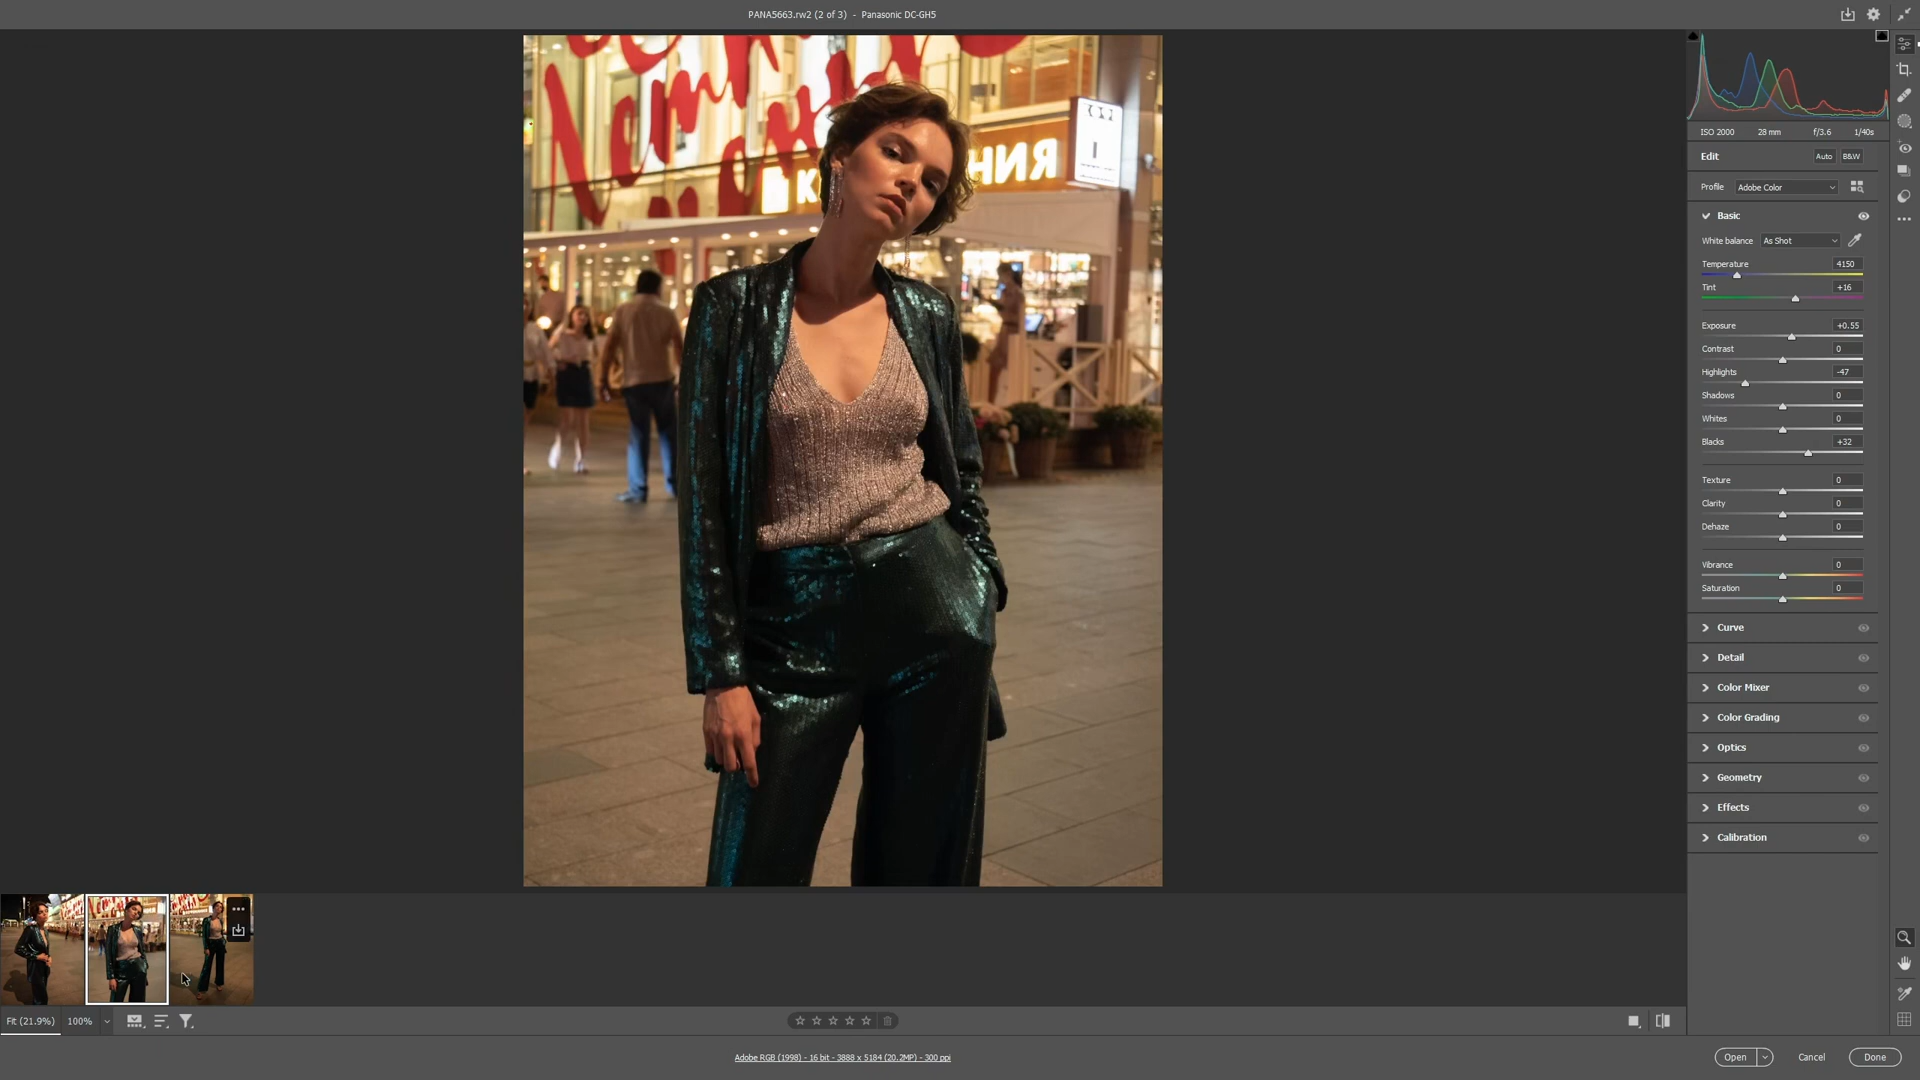 PANA5663.rw2 (2 of 3)  -  Panasonic DC-GH5
ISO 2000 28 mm f/3.6 1/40s
Edit Auto B&W
Profile Adobe Color
Basic
White balance As Shot
Temperature 4150
Tint +16
Exposure +0.55
Contrast 0
Highlights -47
Shadows 0
Whites 0
Blacks +32
Texture 0
Clarity 0
Dehaze 0
Vibrance 0
Saturation 0
Curve
Detail
Color Mixer
Color Grading
Optics
Geometry
Effects
Calibration
НИЯ
Fit (21.9%) 100%
Adobe RGB (1998) - 16 bit - 3888 x 5184 (20.2MP) - 300 ppi
Open Cancel Done